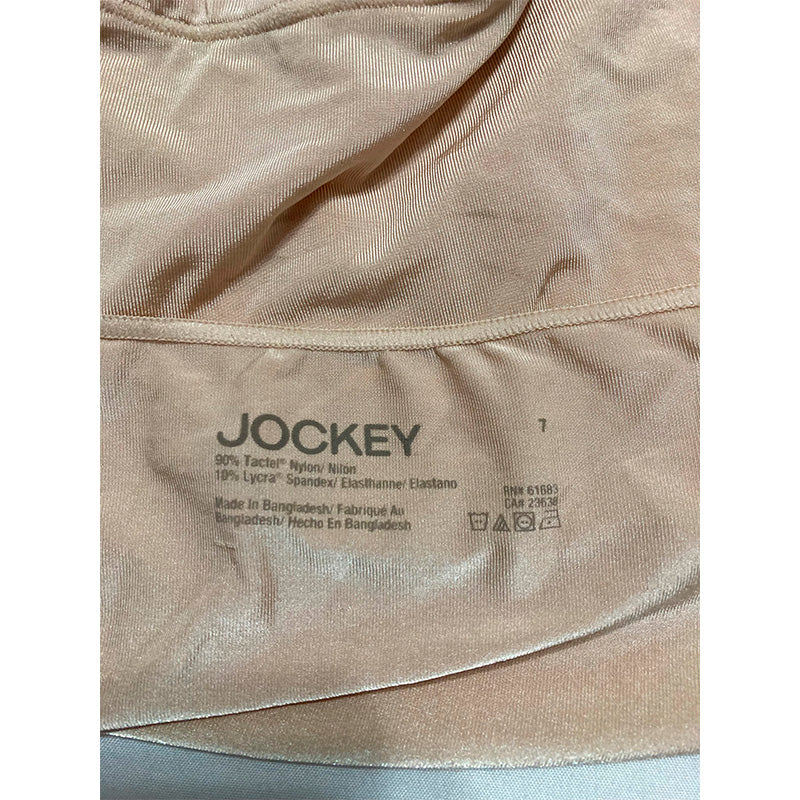 JOCKEY
7
90% Tactel® Nylon/ Nilon
10% Lycra® Spandex/ Elasthanne/ Elastano
RN# 61683
CA# 23638
Made In Bangladesh/ Fabriqué Au
Bangladesh/ Hecho En Bangladesh